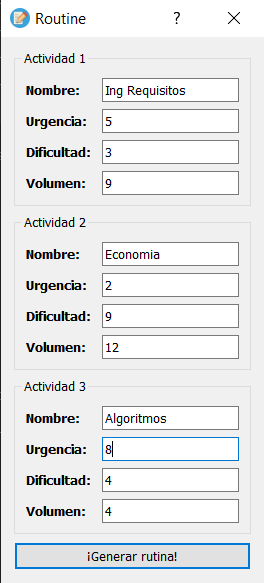 Routine ?
Actividad 1
Nombre: Ing Requisitos
Urgencia: 5
Dificultad: 3
Volumen: 9
Actividad 2
Nombre: Economia
Urgencia: 2
Dificultad: 9
Volumen: 12
Actividad 3
Nombre: Algoritmos
Urgencia: 8
Dificultad: 4
Volumen: 4
¡Generar rutina!